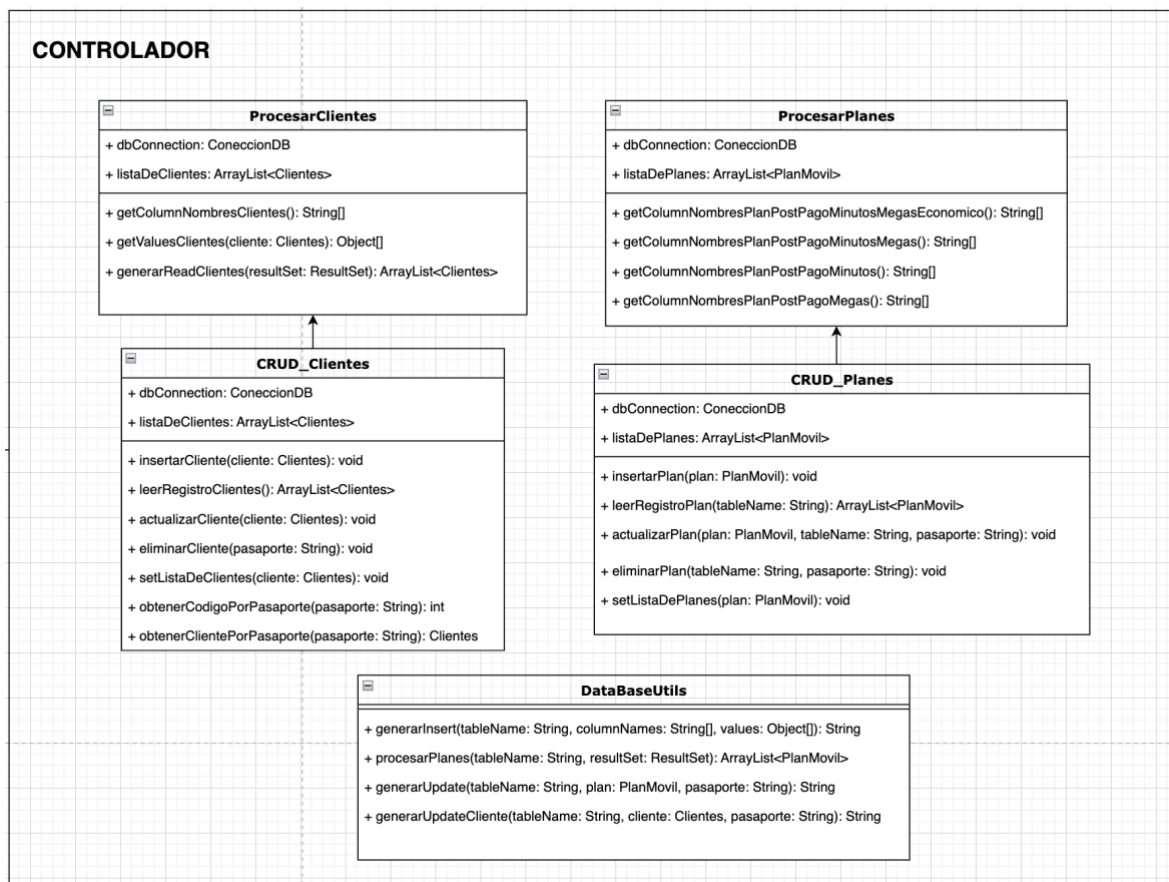 CONTROLADOR
ProcesarClientes
+ dbConnection: ConeccionDB
+ listaDeClientes: ArrayList<Clientes>
+ getColumnNombresClientes(): String[]
+ getValuesClientes(cliente: Clientes): Object[]
+ generarReadClientes(resultSet: ResultSet): ArrayList<Clientes>
ProcesarPlanes
+ dbConnection: ConeccionDB
+ listaDePlanes: ArrayList<PlanMovil>
+ getColumnNombresPlanPostPagoMinutosMegasEconomico(): String[]
+ getColumnNombresPlanPostPagoMinutosMegas(): String[]
+ getColumnNombresPlanPostPagoMinutos(): String[]
+ getColumnNombresPlanPostPagoMegas(): String[]
CRUD_Clientes
+ dbConnection: ConeccionDB
+ listaDeClientes: ArrayList<Clientes>
+ insertarCliente(cliente: Clientes): void
+ leerRegistroClientes(): ArrayList<Clientes>
+ actualizarCliente(cliente: Clientes): void
+ eliminarCliente(pasaporte: String): void
+ setListaDeClientes(cliente: Clientes): void
+ obtenerCodigoPorPasaporte(pasaporte: String): int
+ obtenerClientePorPasaporte(pasaporte: String): Clientes
CRUD_Planes
+ dbConnection: ConeccionDB
+ listaDePlanes: ArrayList<PlanMovil>
+ insertarPlan(plan: PlanMovil): void
+ leerRegistroPlan(tableName: String): ArrayList<PlanMovil>
+ actualizarPlan(plan: PlanMovil, tableName: String, pasaporte: String): void
+ eliminarPlan(tableName: String, pasaporte: String): void
+ setListaDePlanes(plan: PlanMovil): void
DataBaseUtils
+ generarInsert(tableName: String, columnNames: String[], values: Object[]): String
+ procesarPlanes(tableName: String, resultSet: ResultSet): ArrayList<PlanMovil>
+ generarUpdate(tableName: String, plan: PlanMovil, pasaporte: String): String
+ generarUpdateCliente(tableName: String, cliente: Clientes, pasaporte: String): String